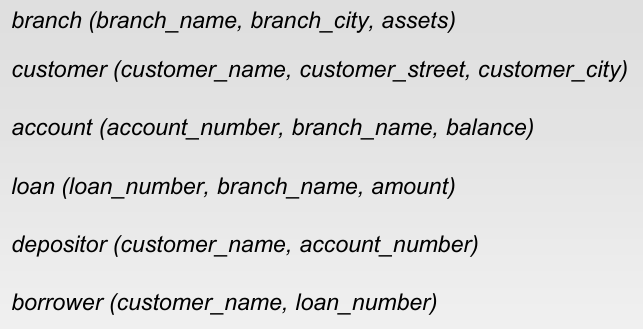 branch (branch_name, branch_city, assets)
customer (customer_name, customer_street, customer_city)
account (account_number, branch_name, balance)
loan (loan_number, branch_name, amount)
depositor (customer_name, account_number)
borrower (customer_name, loan_number)